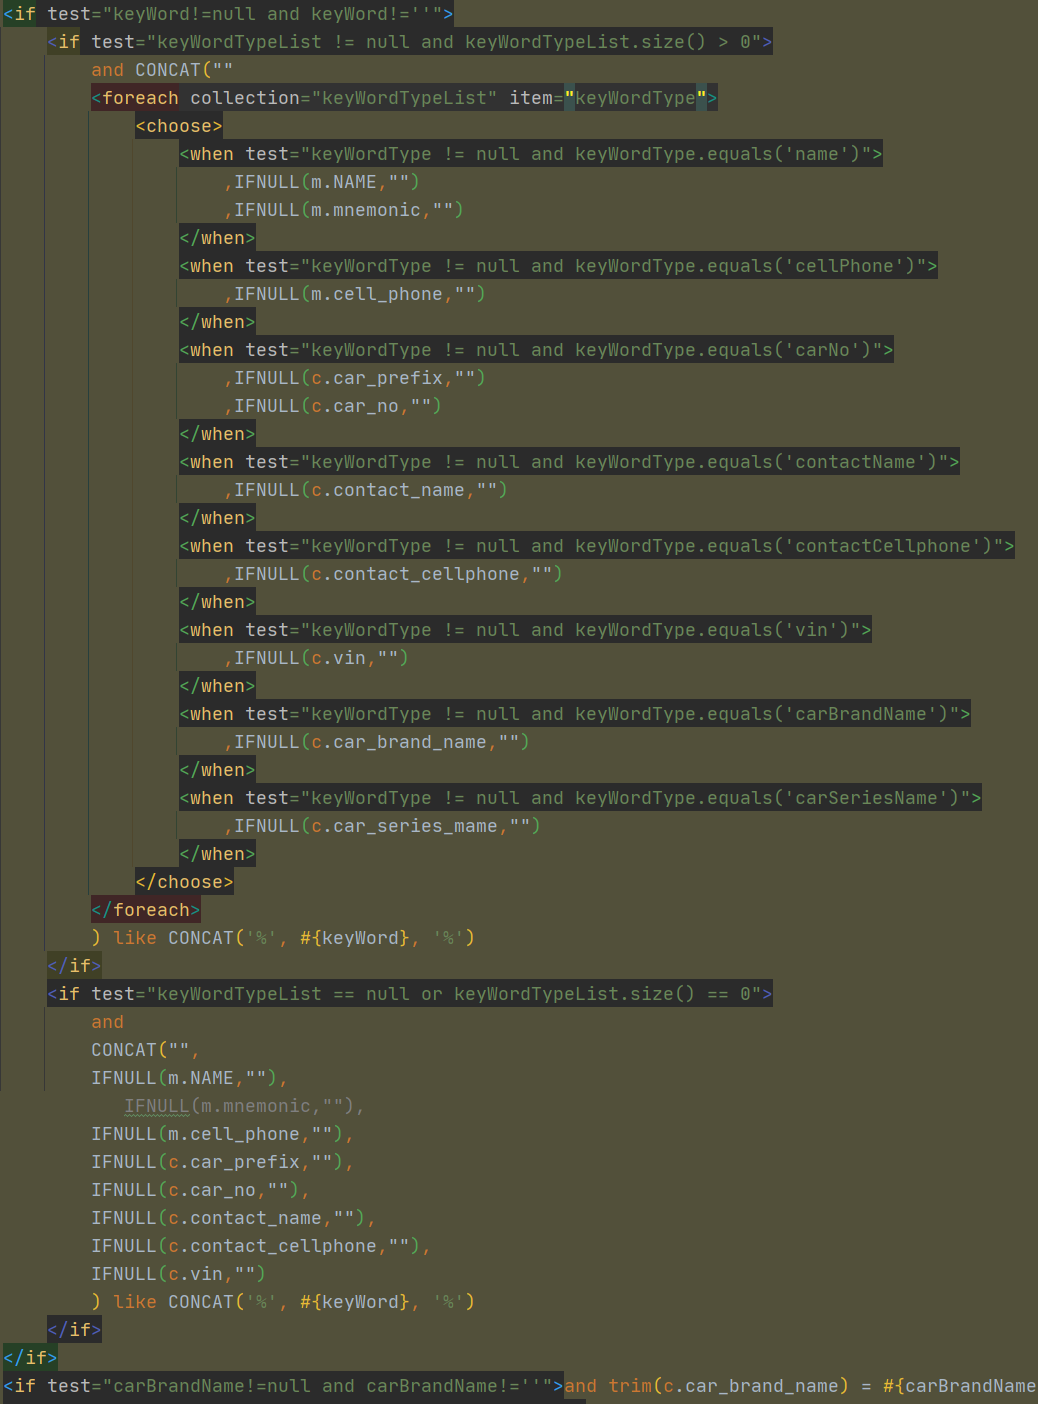 <if test="keyWord!=null and keyWord!=''">
<if test="keyWordTypeList != null and keyWordTypeList.size() > 0">
and CONCAT(""
<foreach collection="keyWordTypeList" item="keyWordType">
<choose>
<when test="keyWordType != null and keyWordType.equals('name')">
,IFNULL(m.NAME,"")
,IFNULL(m.mnemonic,"")
</when>
<when test="keyWordType != null and keyWordType.equals('cellPhone')">
,IFNULL(m.cell_phone,"")
</when>
<when test="keyWordType != null and keyWordType.equals('carNo')">
,IFNULL(c.car_prefix,"")
,IFNULL(c.car_no,"")
</when>
<when test="keyWordType != null and keyWordType.equals('contactName')">
,IFNULL(c.contact_name,"")
</when>
<when test="keyWordType != null and keyWordType.equals('contactCellphone')">
,IFNULL(c.contact_cellphone,"")
</when>
<when test="keyWordType != null and keyWordType.equals('vin')">
,IFNULL(c.vin,"")
</when>
<when test="keyWordType != null and keyWordType.equals('carBrandName')">
,IFNULL(c.car_brand_name,"")
</when>
<when test="keyWordType != null and keyWordType.equals('carSeriesName')">
,IFNULL(c.car_series_mame,"")
</when>
</choose>
</foreach>
) like CONCAT('%', #{keyWord}, '%')
</if>
<if test="keyWordTypeList == null or keyWordTypeList.size() == 0">
and
CONCAT("",
IFNULL(m.NAME,""),
IFNULL(m.mnemonic,""),
IFNULL(m.cell_phone,""),
IFNULL(c.car_prefix,""),
IFNULL(c.car_no,""),
IFNULL(c.contact_name,""),
IFNULL(c.contact_cellphone,""),
IFNULL(c.vin,"")
) like CONCAT('%', #{keyWord}, '%')
</if>
</if>
<if test="carBrandName!=null and carBrandName!=''">and trim(c.car_brand_name) = #{carBrandName